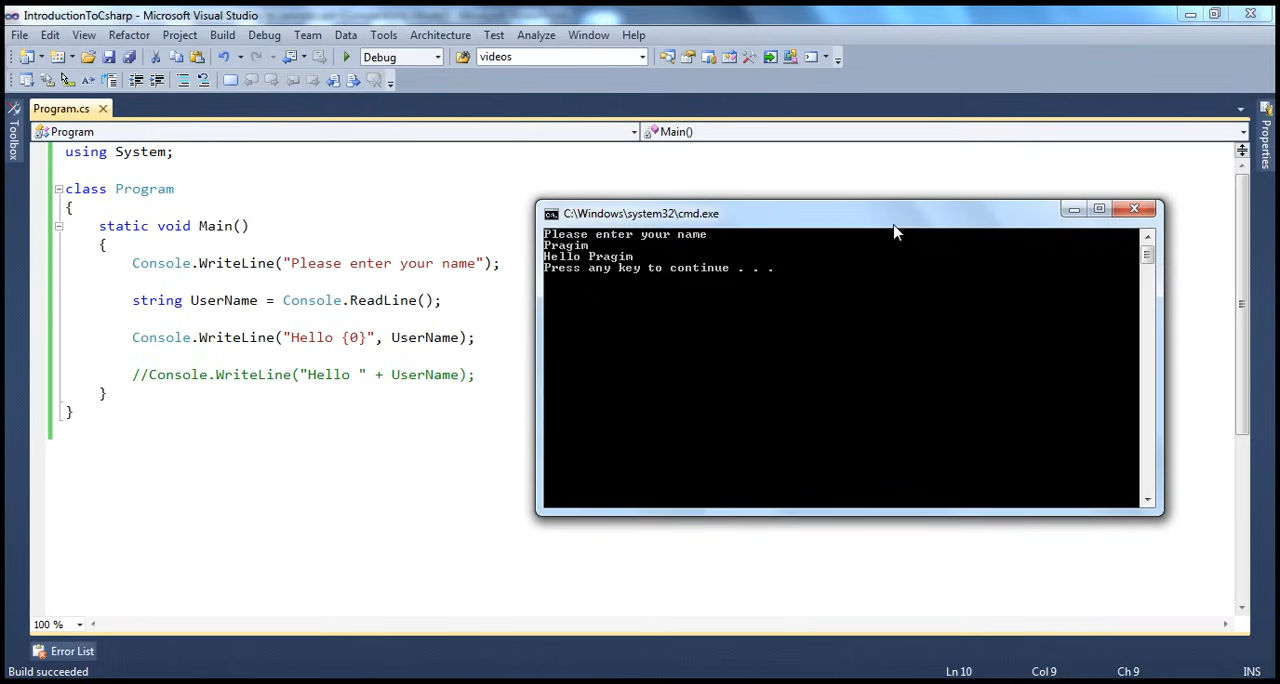 IntroductionToCsharp - Microsoft Visual Studio
File Edit View Refactor Project Build Debug Team Data Tools Architecture Test Analyze Window Help
Debug videos
Program.cs
Program Main()
Toolbox
Properties
using System;
class Program
{
static void Main()
{
Console.WriteLine("Please enter your name");
string UserName = Console.ReadLine();
Console.WriteLine("Hello {0}", UserName);
//Console.WriteLine("Hello " + UserName);
}
}
C:\Windows\system32\cmd.exe
Please enter your name
Pragim
Hello Pragim
Press any key to continue . . .
100 %
Error List
Build succeeded Ln 10 Col 9 Ch 9 INS